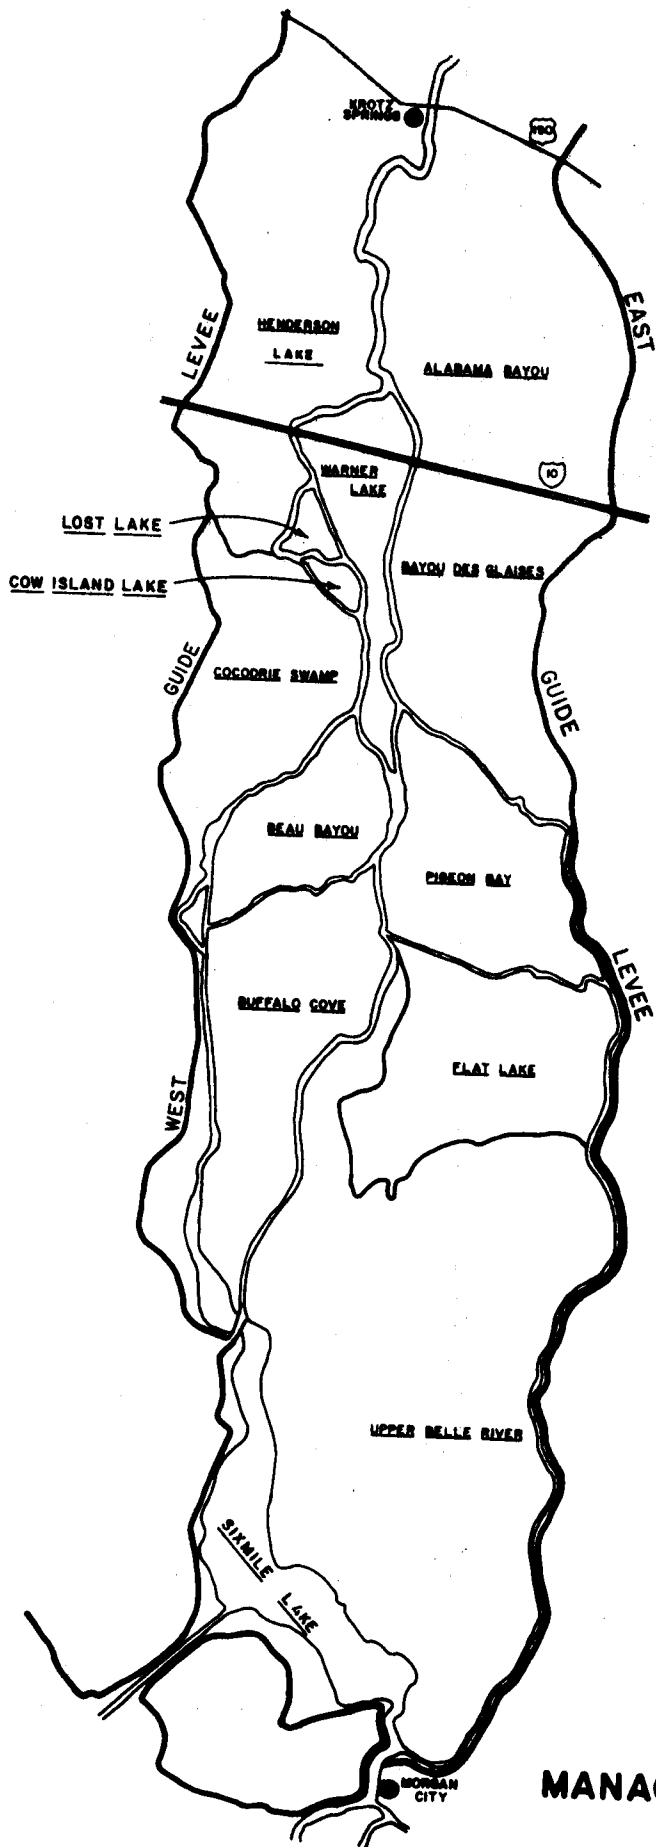 KROTZ
SPRINGS
190
LEVEE
EAST
HENDERSON
LAKE
ALABAMA BAYOU
WARNER
LAKE
10
LOST LAKE
COW ISLAND LAKE
BAYOU DES GLAISES
GUIDE
COCODRIE SWAMP
GUIDE
BEAU BAYOU
PIGEON BAY
LEVEE
BUFFALO COVE
FLAT LAKE
WEST
UPPER BELLE RIVER
SIXMILE
LAKE
MORGAN
CITY
MANAG